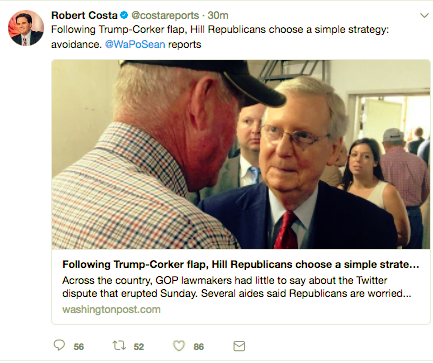 Robert Costa @costareports · 30m
Following Trump-Corker flap, Hill Republicans choose a simple strategy:
avoidance. @WaPoSean reports
Following Trump-Corker flap, Hill Republicans choose a simple strate...
Across the country, GOP lawmakers had little to say about the Twitter
dispute that erupted Sunday. Several aides said Republicans are worried...
washingtonpost.com
56 52 86